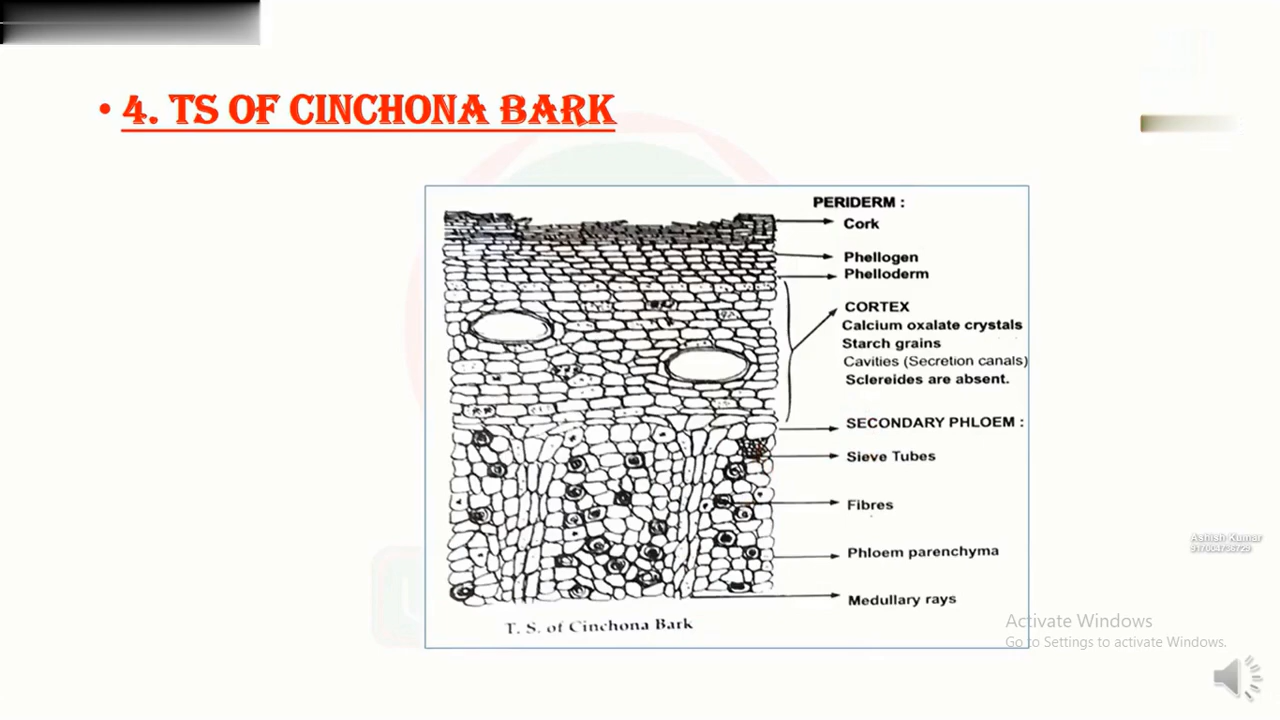 • 4. TS OF CINCHONA BARK
PERIDERM :
Cork
Phellogen
Phelloderm
CORTEX
Calcium oxalate crystals
Starch grains
Cavities (Secretion canals)
Sclereides are absent.
SECONDARY PHLOEM :
Sieve Tubes
Fibres
Phloem parenchyma
Medullary rays
T. S. of Cinchona Bark
Ashish Kumar
Activate Windows
Go to Settings to activate Windows.